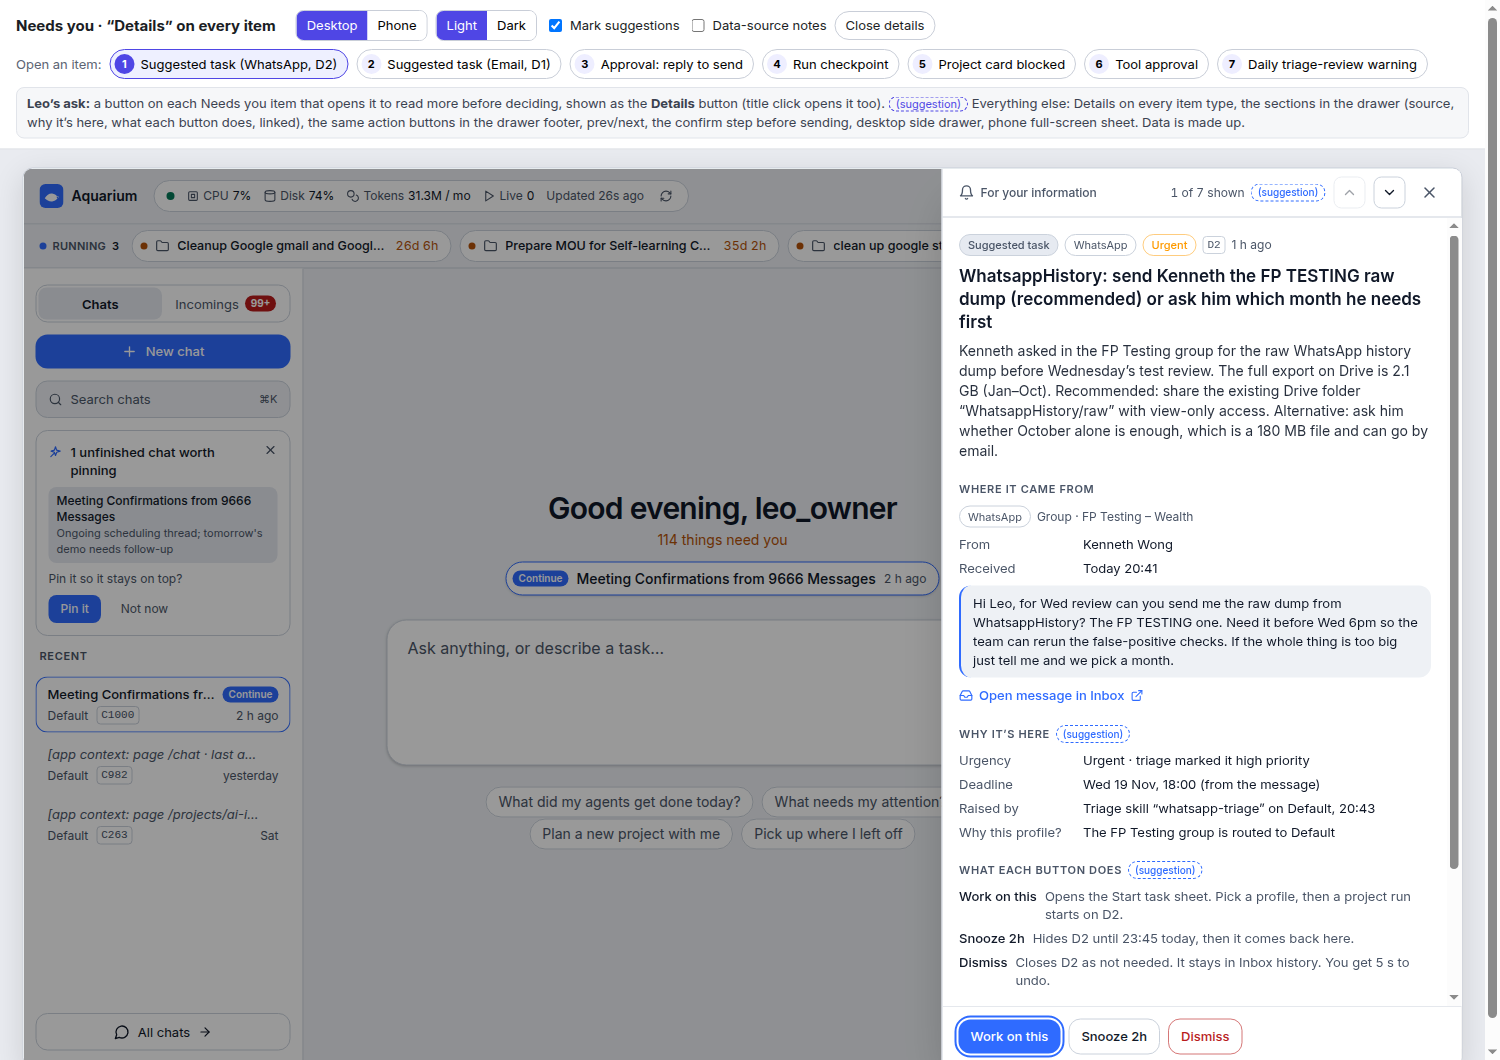 Needs you · “Details” on every item
Desktop
Phone
Light
Dark
Mark suggestions
Data-source notes
Close details
Open an item:
1 Suggested task (WhatsApp, D2)
2 Suggested task (Email, D1)
3 Approval: reply to send
4 Run checkpoint
5 Project card blocked
6 Tool approval
7 Daily triage-review warning
Leo’s ask: a button on each Needs you item that opens it to read more before deciding, shown as the Details button (title click opens it too). (suggestion) Everything else: Details on every item type, the sections in the drawer (source,
why it’s here, what each button does, linked), the same action buttons in the drawer footer, prev/next, the confirm step before sending, desktop side drawer, phone full-screen sheet. Data is made up.
Aquarium
CPU 7%
Disk 74%
Tokens 31.3M / mo
Live 0
Updated 26s ago
RUNNING 3
Cleanup Google gmail and Googl... 26d 6h
Prepare MOU for Self-learning C... 35d 2h
clean up google st
Chats
Incomings 99+
New chat
Search chats ⌘K
1 unfinished chat worth
pinning
Meeting Confirmations from 9666
Messages
Ongoing scheduling thread; tomorrow's
demo needs follow-up
Pin it so it stays on top?
Pin it
Not now
RECENT
Meeting Confirmations fr... Continue
Default C1000 2 h ago
[app context: page /chat · last a...
Default C982 yesterday
[app context: page /projects/ai-i...
Default C263 Sat
All chats
Good evening, leo_owner
114 things need you
Continue Meeting Confirmations from 9666 Messages 2 h ago
Ask anything, or describe a task...
What did my agents get done today?
What needs my attention?
Plan a new project with me
Pick up where I left off
For your information
1 of 7 shown (suggestion)
Suggested task WhatsApp Urgent D2 1 h ago
WhatsappHistory: send Kenneth the FP TESTING raw
dump (recommended) or ask him which month he needs
first
Kenneth asked in the FP Testing group for the raw WhatsApp history
dump before Wednesday’s test review. The full export on Drive is 2.1
GB (Jan–Oct). Recommended: share the existing Drive folder
“WhatsappHistory/raw” with view-only access. Alternative: ask him
whether October alone is enough, which is a 180 MB file and can go by
email.
WHERE IT CAME FROM
WhatsApp Group · FP Testing – Wealth
From Kenneth Wong
Received Today 20:41
Hi Leo, for Wed review can you send me the raw dump from
WhatsappHistory? The FP TESTING one. Need it before Wed 6pm so the
team can rerun the false-positive checks. If the whole thing is too big
just tell me and we pick a month.
Open message in Inbox
WHY IT’S HERE (suggestion)
Urgency Urgent · triage marked it high priority
Deadline Wed 19 Nov, 18:00 (from the message)
Raised by Triage skill “whatsapp-triage” on Default, 20:43
Why this profile? The FP Testing group is routed to Default
WHAT EACH BUTTON DOES (suggestion)
Work on this Opens the Start task sheet. Pick a profile, then a project run
starts on D2.
Snooze 2h Hides D2 until 23:45 today, then it comes back here.
Dismiss Closes D2 as not needed. It stays in Inbox history. You get 5 s to
undo.
Work on this
Snooze 2h
Dismiss